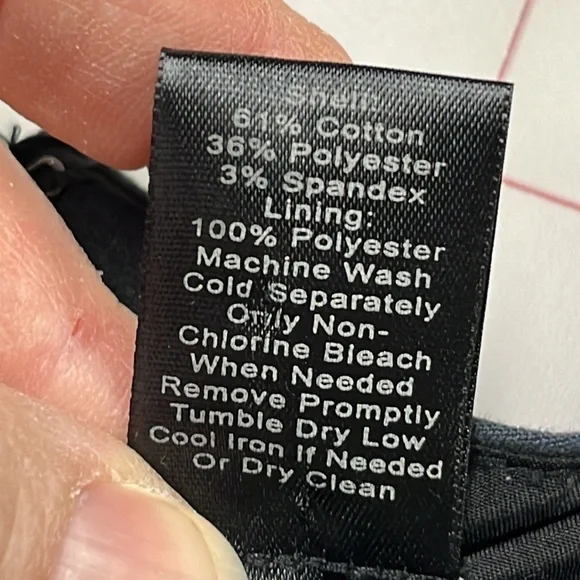 Shell:
61% Cotton
36% Polyester
3% Spandex
Lining:
100% Polyester
Machine Wash
Cold Separately
Only Non-
Chlorine Bleach
When Needed
Remove Promptly
Tumble Dry Low
Cool Iron If Needed
Or Dry Clean